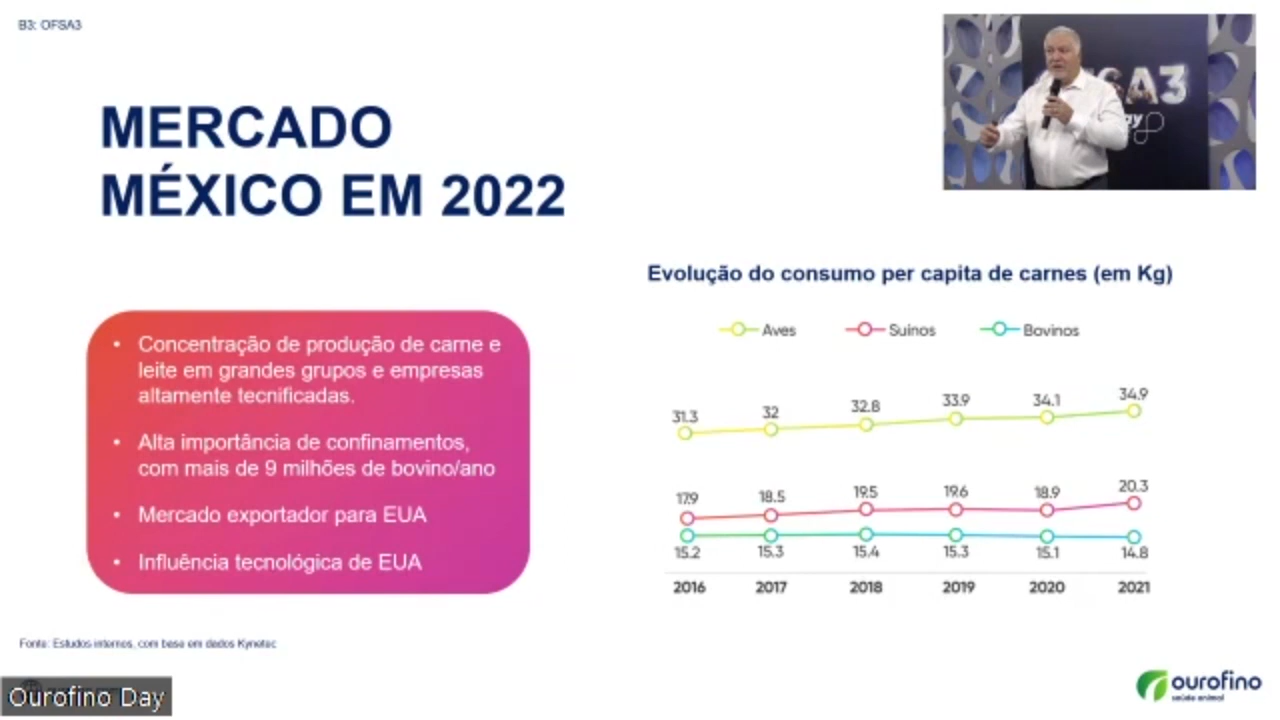 B3: OFSA3
MERCADO
MÉXICO EM 2022
SA3
ay
Evolução do consumo per capita de carnes (em Kg)
Aves Suínos Bovinos
• Concentração de produção de carne e
leite em grandes grupos e empresas
altamente tecnificadas.
• Alta importância de confinamentos,
com mais de 9 milhões de bovino/ano
• Mercado exportador para EUA
• Influência tecnológica de EUA
31.3 32 32.8 33.9 34.1 34.9
17.9 18.5 19.5 19.6 18.9 20.3
15.2 15.3 15.4 15.3 15.1 14.8
2016 2017 2018 2019 2020 2021
Fonte: Estudos internos, com base em dados Kynetec
Ourofino Day
ourofino
saúde animal